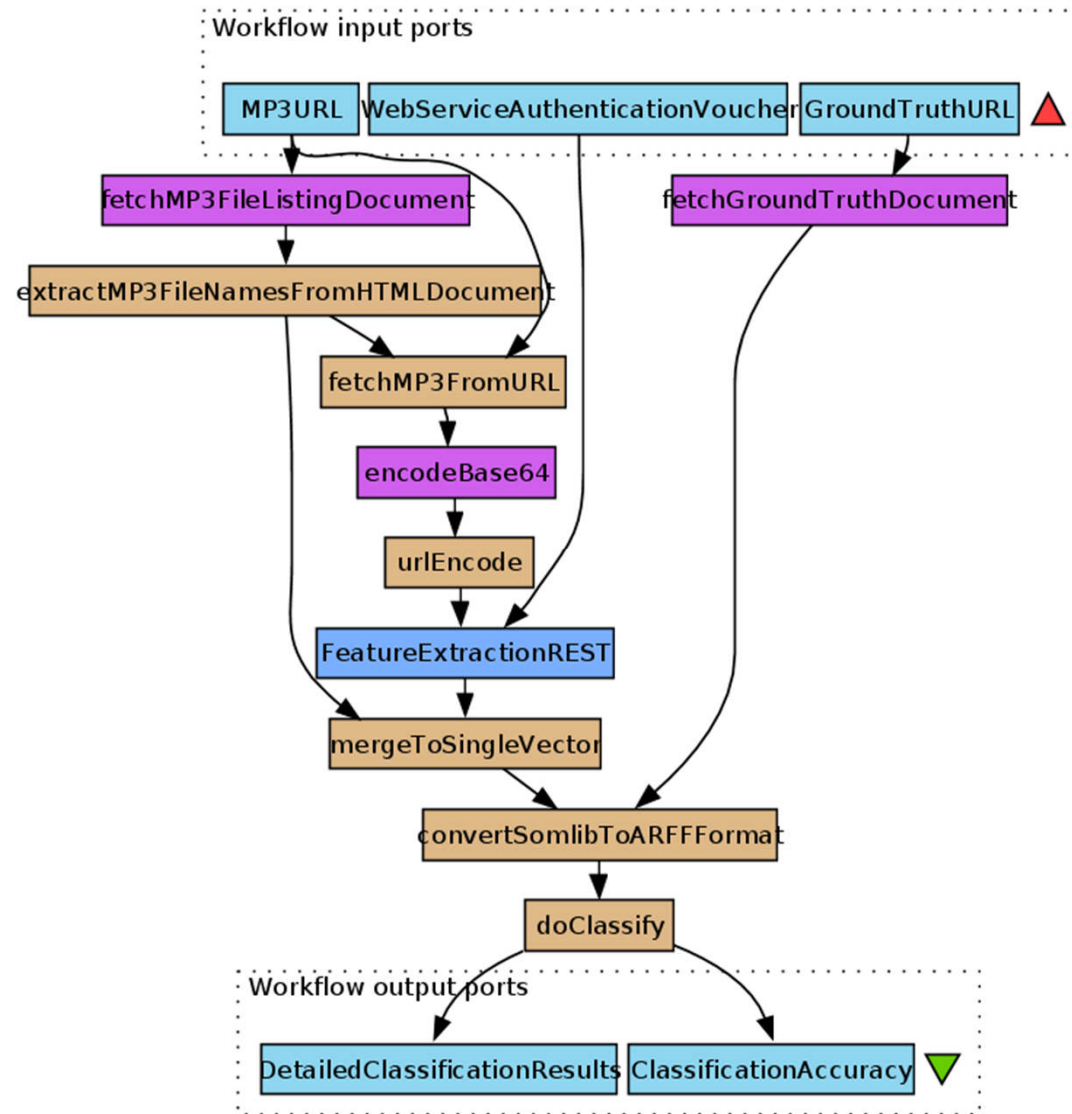 Workflow input ports
MP3URL
WebServiceAuthenticationVoucher
GroundTruthURL
fetchMP3FileListingDocument
fetchGroundTruthDocument
extractMP3FileNamesFromHTMLDocument
fetchMP3FromURL
encodeBase64
urlEncode
FeatureExtractionREST
mergeToSingleVector
convertSomlibToARFFFormat
doClassify
Workflow output ports
DetailedClassificationResults
ClassificationAccuracy